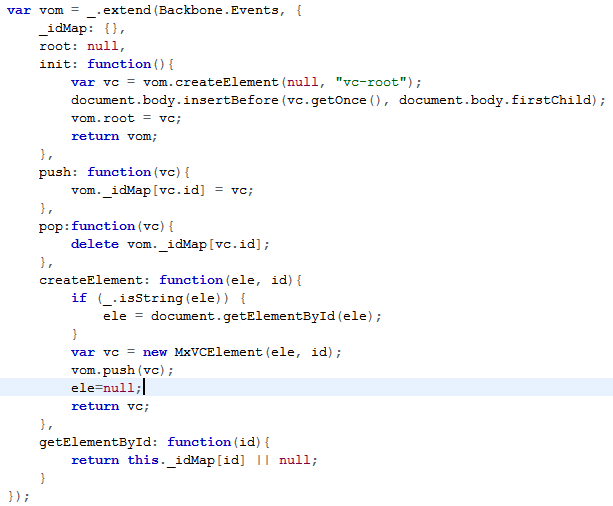 var vom = _.extend(Backbone.Events, {
    _idMap: {},
    root: null,
    init: function(){
        var vc = vom.createElement(null, "vc-root");
        document.body.insertBefore(vc.getOnce(), document.body.firstChild);
        vom.root = vc;
        return vom;
    },
    push: function(vc){
        vom._idMap[vc.id] = vc;
    },
    pop:function(vc){
        delete vom._idMap[vc.id];
    },
    createElement: function(ele, id){
        if (_.isString(ele)) {
            ele = document.getElementById(ele);
        }
        var vc = new MxVCElement(ele, id);
        vom.push(vc);
        ele=null;
        return vc;
    },
    getElementById: function(id){
        return this._idMap[id] || null;
    }
});